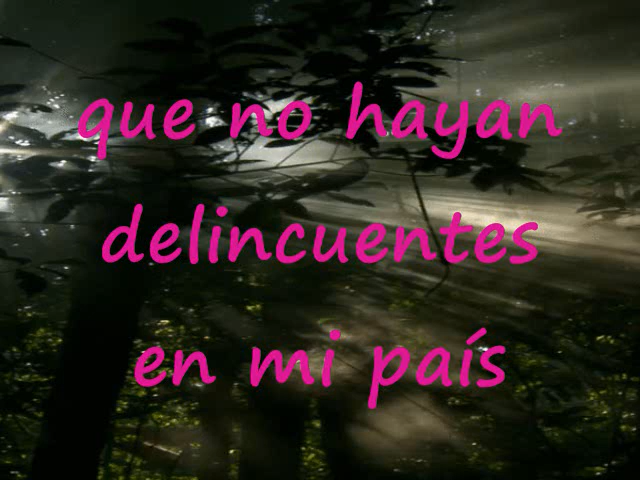 que no hayan
delincuentes
en mi país